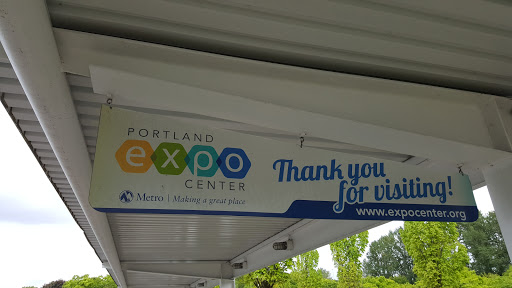 PORTLAND
expo
CENTER
Metro | Making a great place
Thank you
for visiting!
www.expocenter.org